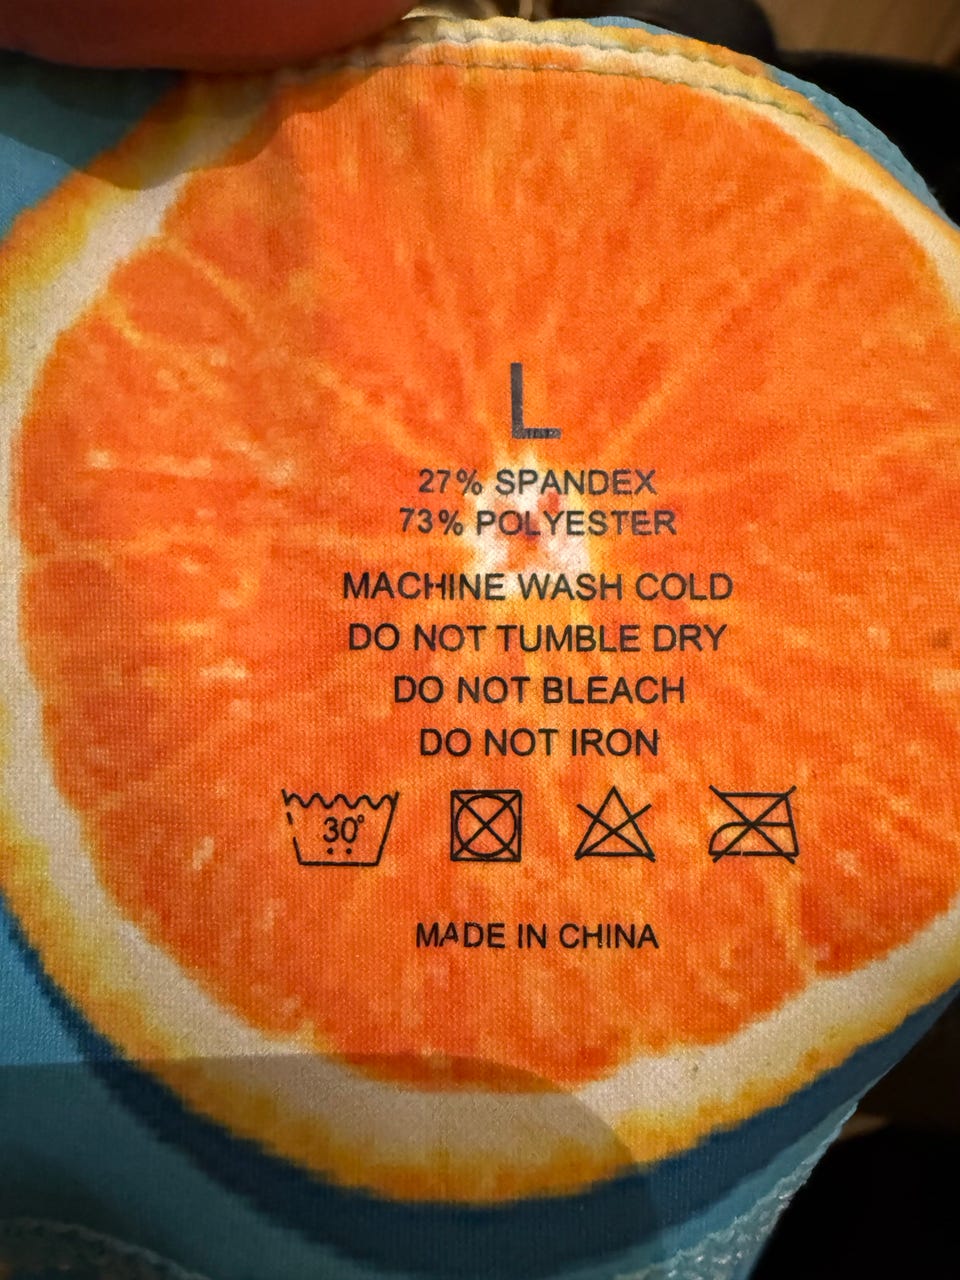 L
27% SPANDEX
73% POLYESTER
MACHINE WASH COLD
DO NOT TUMBLE DRY
DO NOT BLEACH
DO NOT IRON
30°
MADE IN CHINA